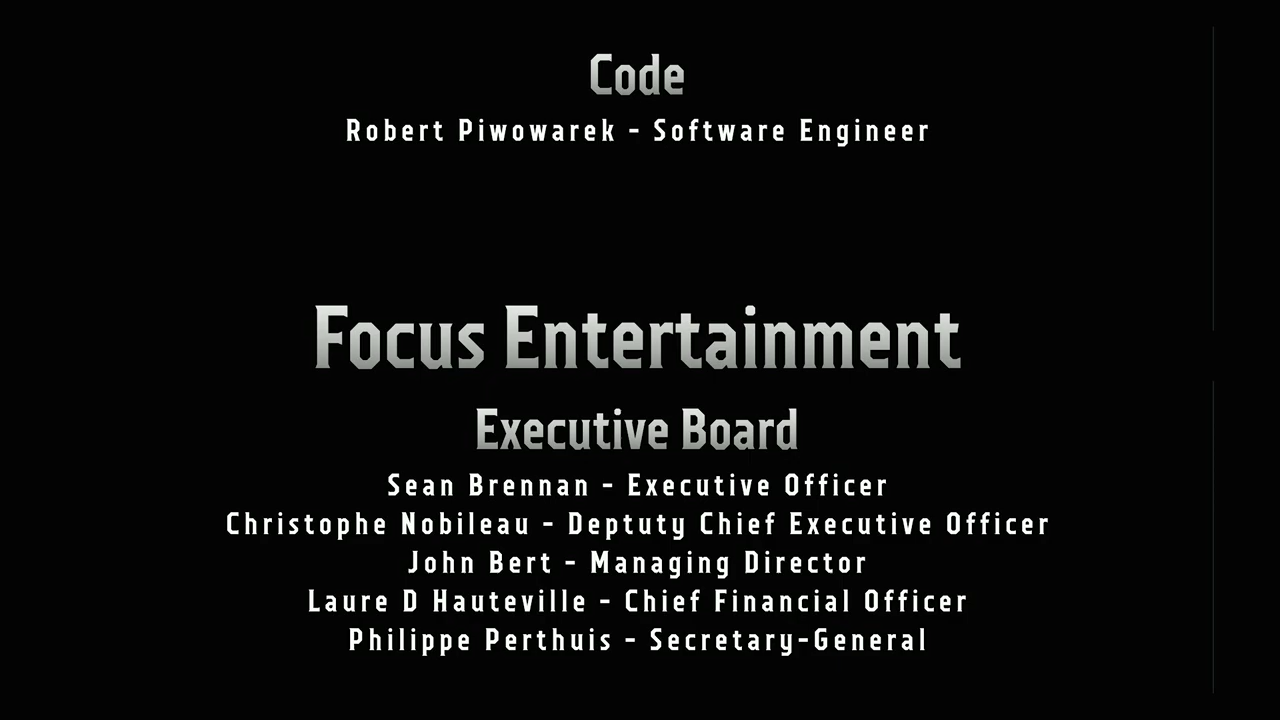 Code
Robert Piwowarek - Software Engineer
Focus Entertainment
Executive Board
Sean Brennan - Executive Officer
Christophe Nobileau - Deptuty Chief Executive Officer
John Bert - Managing Director
Laure D Hauteville - Chief Financial Officer
Philippe Perthuis - Secretary-General